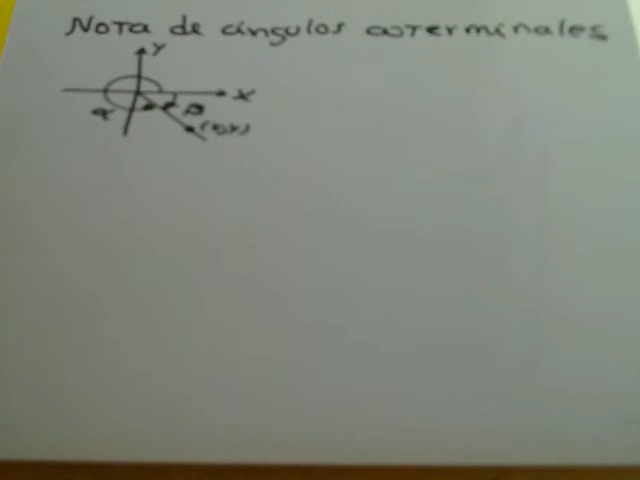 Nota de ángulos coterminales
Y
X
α
β
(x,y)